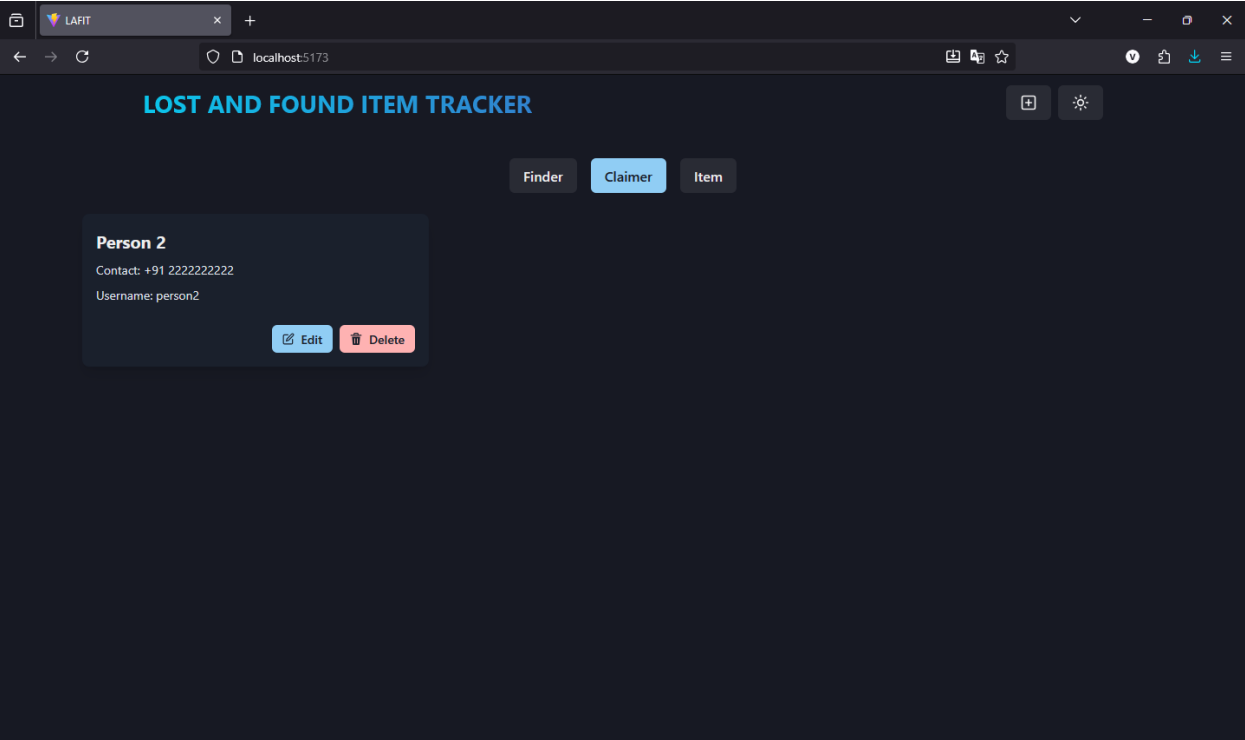 LAFIT
localhost:5173
V
LOST AND FOUND ITEM TRACKER
Finder Claimer Item
Person 2
Contact: +91 2222222222
Username: person2
Edit Delete